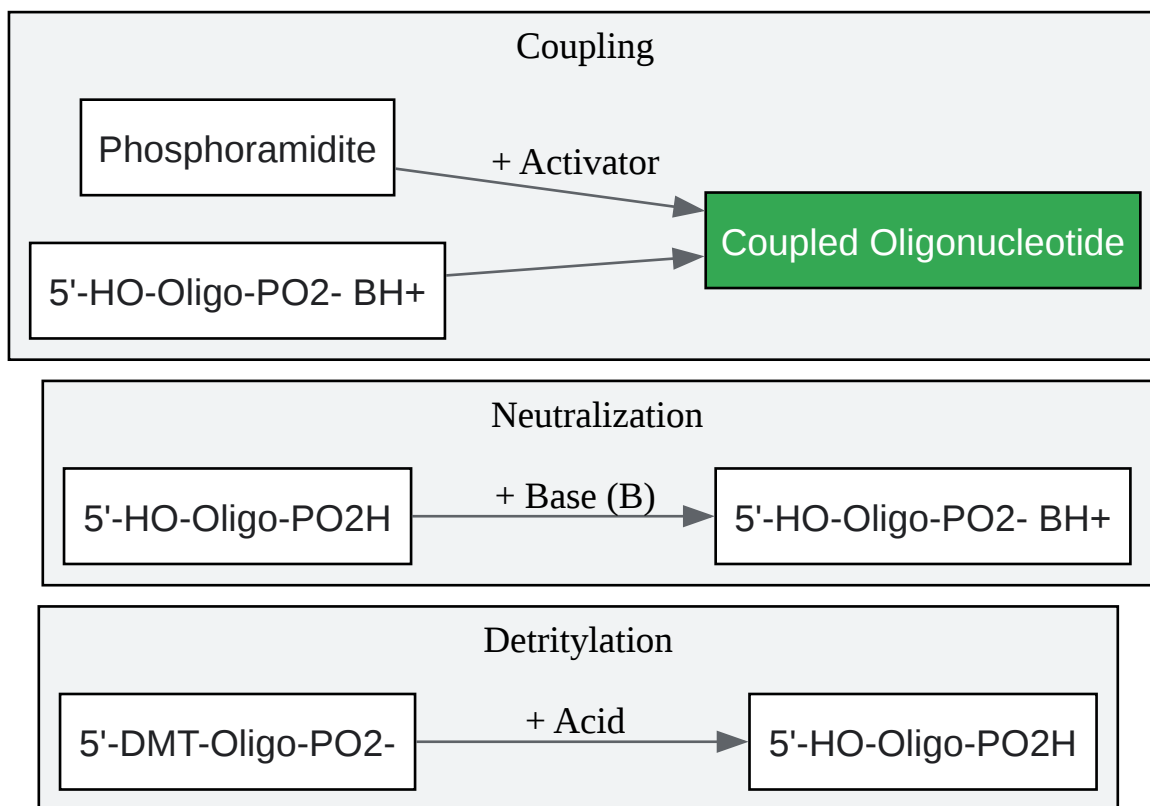 Coupling
Phosphoramidite
+ Activator
Coupled Oligonucleotide
5'-HO-Oligo-PO2- BH+
Neutralization
5'-HO-Oligo-PO2H
+ Base (B)
5'-HO-Oligo-PO2- BH+
Detritylation
5'-DMT-Oligo-PO2-
+ Acid
5'-HO-Oligo-PO2H